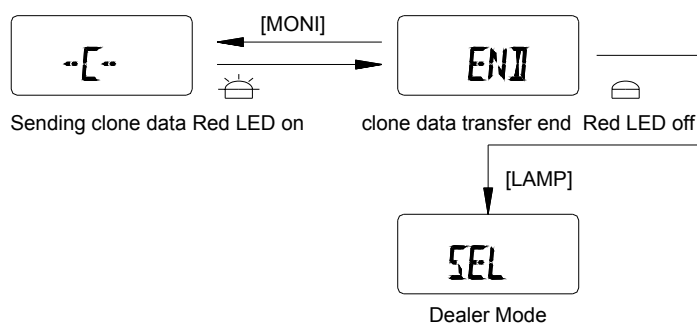 [MONI]
--C--
END
Sending clone data Red LED on
clone data transfer end Red LED off
[LAMP]
SEL
Dealer Mode